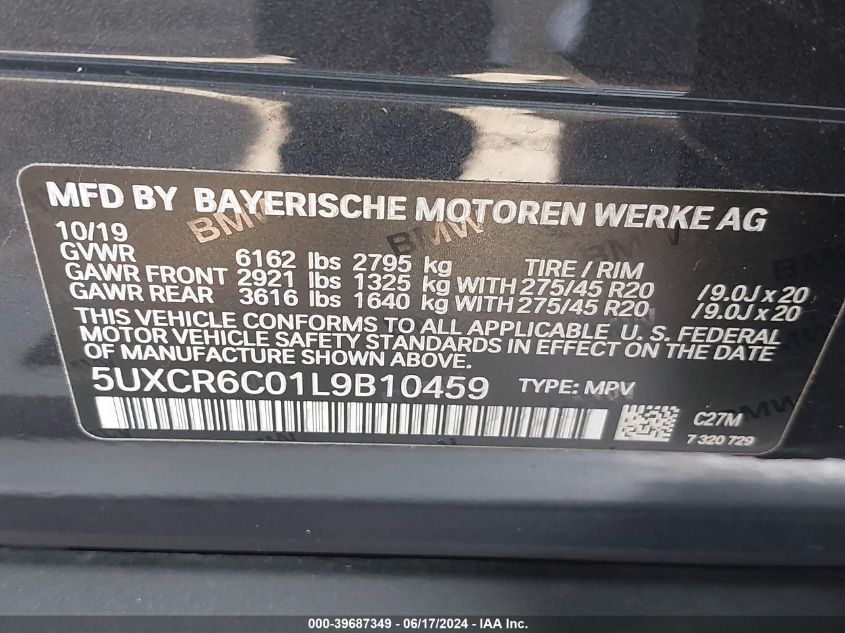 MFD BY BAYERISCHE MOTOREN WERKE AG
10/19
GVWR 6162 lbs 2795 kg TIRE / RIM
GAWR FRONT 2921 lbs 1325 kg WITH 275/45 R20 /9.0J x 20
GAWR REAR 3616 lbs 1640 kg WITH 275/45 R20 /9.0J x 20
THIS VEHICLE CONFORMS TO ALL APPLICABLE U. S. FEDERAL
MOTOR VEHICLE SAFETY STANDARDS IN EFFECT ON THE DATE
OF MANUFACTURE SHOWN ABOVE.
5UXCR6C01L9B10459 TYPE: MPV
C27M
7 320 729
BMW BMW BMW
000-39687349 - 06/17/2024 - IAA Inc.